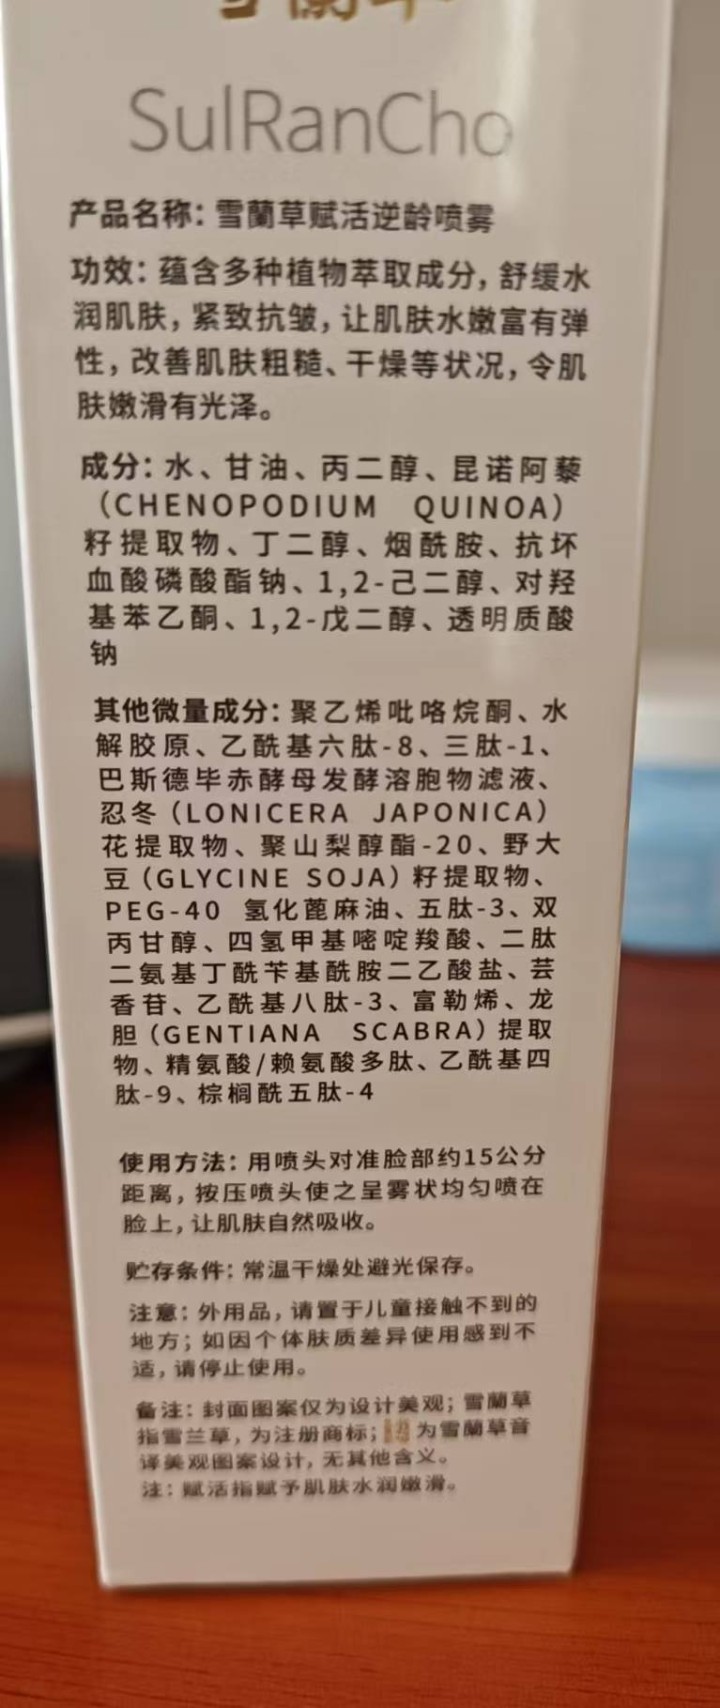 SulRanCho
产品名称：雪蘭草赋活逆龄喷雾
功效：蕴含多种植物萃取成分，舒缓水
润肌肤，紧致抗皱，让肌肤水嫩富有弹
性，改善肌肤粗糙、干燥等状况，令肌
肤嫩滑有光泽。
成分：水、甘油、丙二醇、昆诺阿藜
（CHENOPODIUM QUINOA）
籽提取物、丁二醇、烟酰胺、抗坏
血酸磷酸酯钠、1,2-己二醇、对羟
基苯乙酮、1,2-戊二醇、透明质酸
钠
其他微量成分：聚乙烯吡咯烷酮、水
解胶原、乙酰基六肽-8、三肽-1、
巴斯德毕赤酵母发酵溶胞物滤液、
忍冬（LONICERA JAPONICA）
花提取物、聚山梨醇酯-20、野大
豆（GLYCINE SOJA）籽提取物、
PEG-40 氢化蓖麻油、五肽-3、双
丙甘醇、四氢甲基嘧啶羧酸、二肽
二氨基丁酰苄基酰胺二乙酸盐、芸
香苷、乙酰基八肽-3、富勒烯、龙
胆（GENTIANA SCABRA）提取
物、精氨酸/赖氨酸多肽、乙酰基四
肽-9、棕榈酰五肽-4
使用方法：用喷头对准脸部约15公分
距离，按压喷头使之呈雾状均匀喷在
脸上，让肌肤自然吸收。
贮存条件：常温干燥处避光保存。
注意：外用品，请置于儿童接触不到的
地方；如因个体肤质差异使用感到不
适，请停止使用。
备注：封面图案仅为设计美观；雪蘭草
指雪兰草，为注册商标；为雪蘭草音
译美观图案设计，无其他含义。
注：赋活指赋予肌肤水润嫩滑。